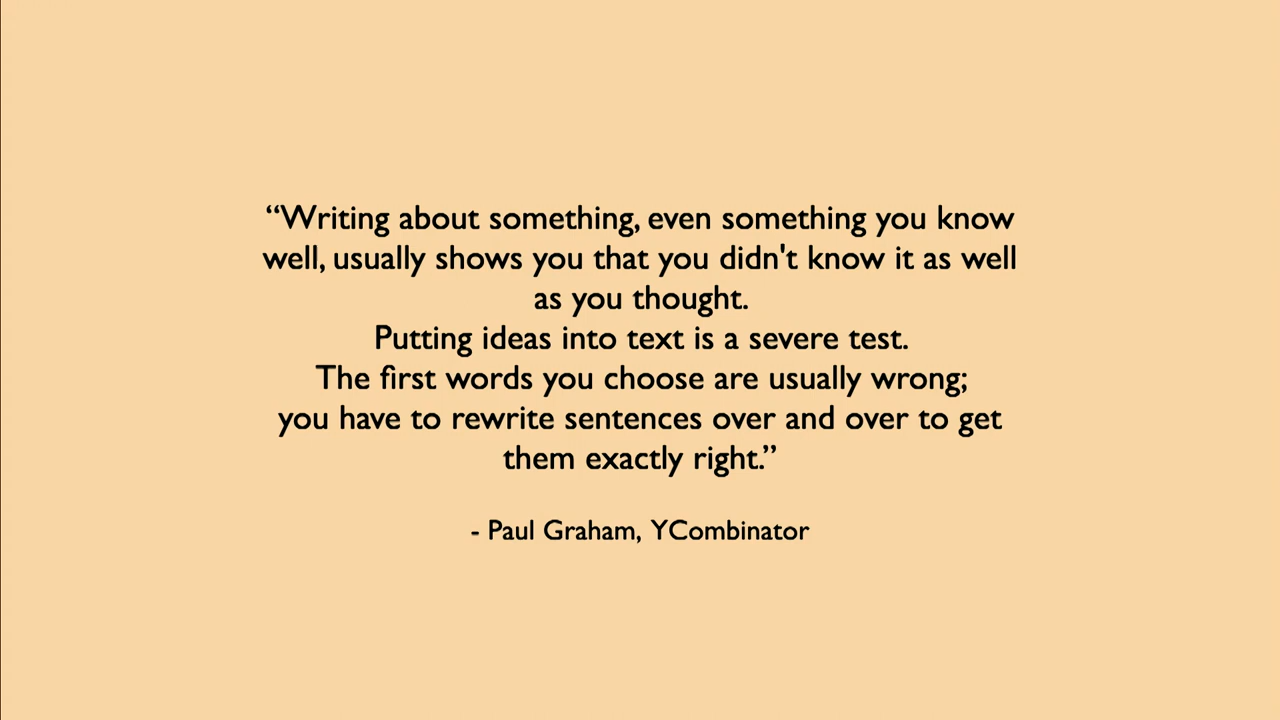 “Writing about something, even something you know
well, usually shows you that you didn't know it as well
as you thought.
Putting ideas into text is a severe test.
The first words you choose are usually wrong;
you have to rewrite sentences over and over to get
them exactly right.”
- Paul Graham, YCombinator